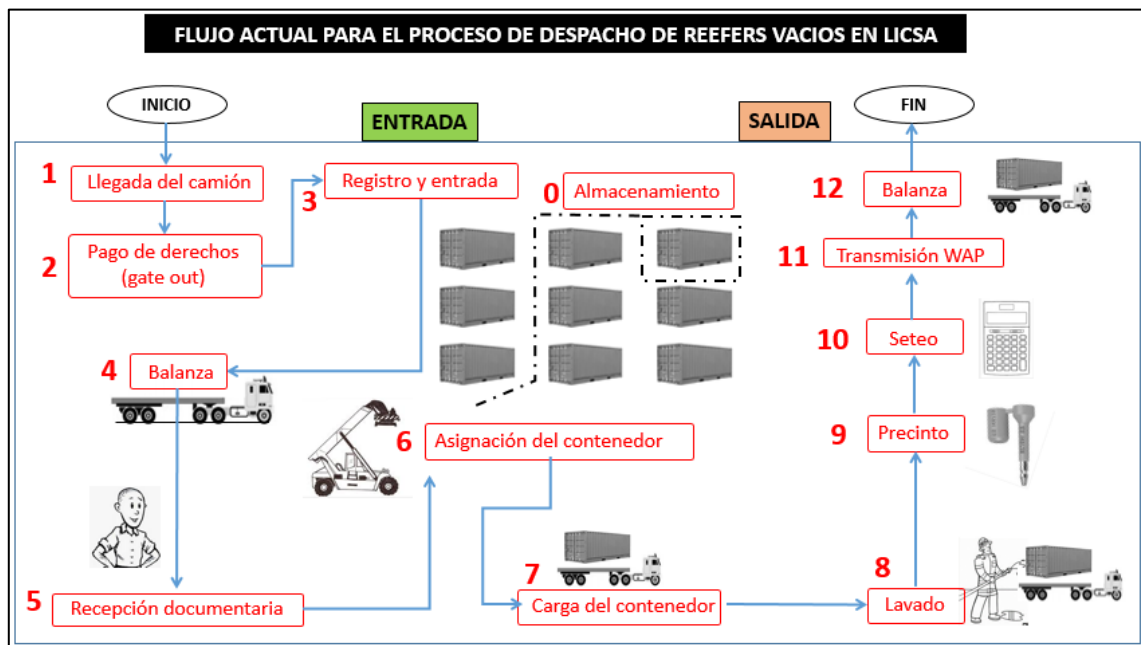 FLUJO ACTUAL PARA EL PROCESO DE DESPACHO DE REEFERS VACIOS EN LICSA
INICIO
ENTRADA
SALIDA
FIN
1
Llegada del camión
2
Pago de derechos
(gate out)
3
Registro y entrada
0
Almacenamiento
4
Balanza
5
Recepción documentaria
6
Asignación del contenedor
7
Carga del contenedor
8
Lavado
9
Precinto
10
Seteo
11
Transmisión WAP
12
Balanza